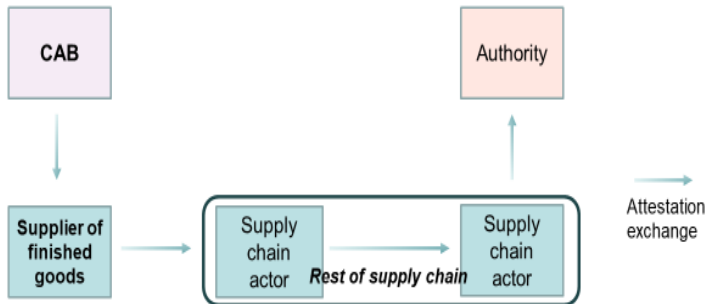 CAB
Authority
Supplier of
finished
goods
Supply
chain
actor
Rest of supply chain
Supply
chain
actor
Attestation
exchange